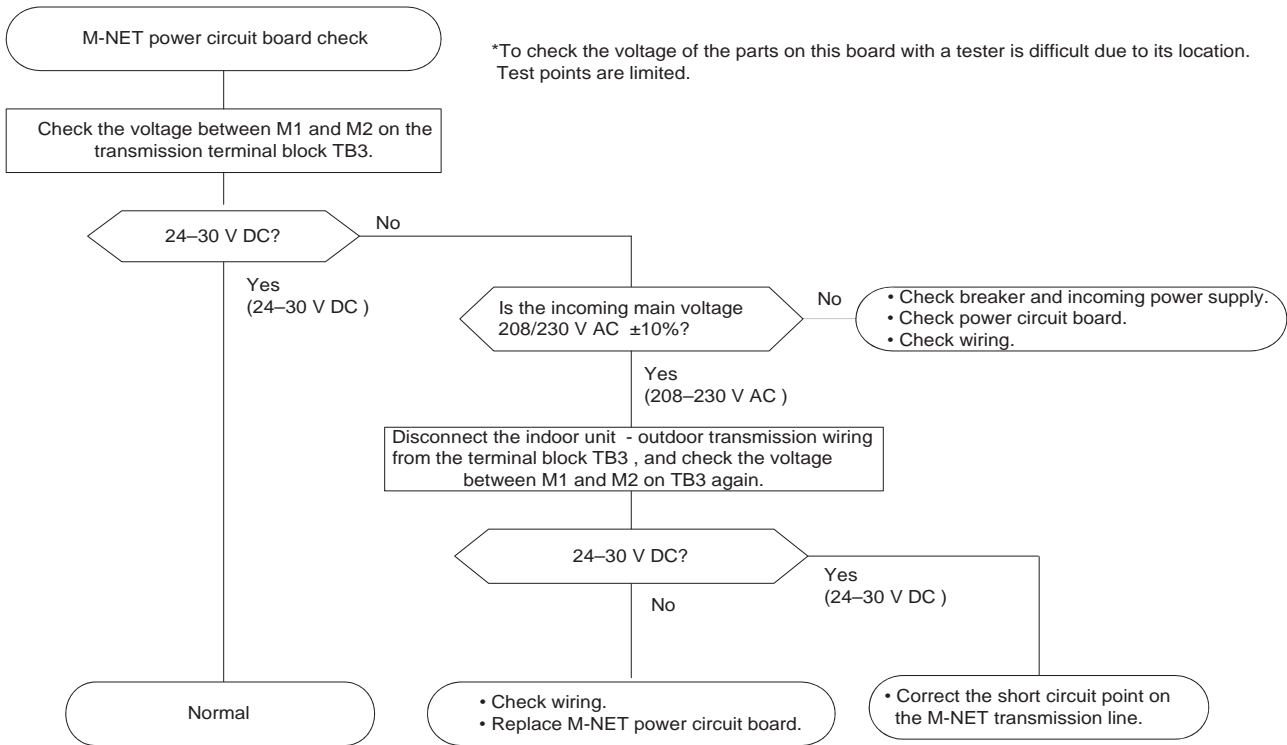 M-NET power circuit board check
*To check the voltage of the parts on this board with a tester is difficult due to its location.
Test points are limited.
Check the voltage between M1 and M2 on the
transmission terminal block TB3.
24–30 V DC?
No
Yes
(24–30 V DC )
Is the incoming main voltage
208/230 V AC ±10%?
No
• Check breaker and incoming power supply.
• Check power circuit board.
• Check wiring.
Yes
(208–230 V AC )
Disconnect the indoor unit - outdoor transmission wiring
from the terminal block TB3 , and check the voltage
between M1 and M2 on TB3 again.
24–30 V DC?
Yes
(24–30 V DC )
No
Normal
• Check wiring.
• Replace M-NET power circuit board.
• Correct the short circuit point on
the M-NET transmission line.